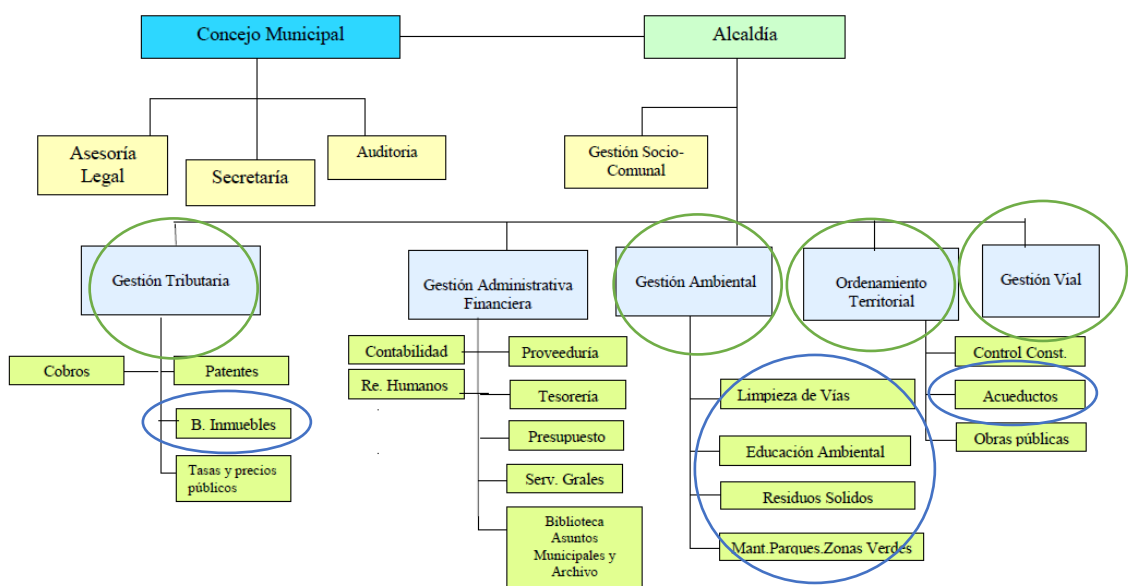 Concejo Municipal
Alcaldía
Asesoría
Legal
Secretaría
Auditoria
Gestión Socio-
Comunal
Gestión Tributaria
Gestión Administrativa
Financiera
Gestión Ambiental
Ordenamiento
Territorial
Gestión Vial
Cobros
Patentes
B. Inmuebles
Tasas y precios
públicos
Contabilidad
Proveeduría
Re. Humanos
Tesorería
Presupuesto
Serv. Grales
Biblioteca
Asuntos
Municipales y
Archivo
Limpieza de Vías
Educación Ambiental
Residuos Solidos
Mant.Parques.Zonas Verdes
Control Const.
Acueductos
Obras públicas